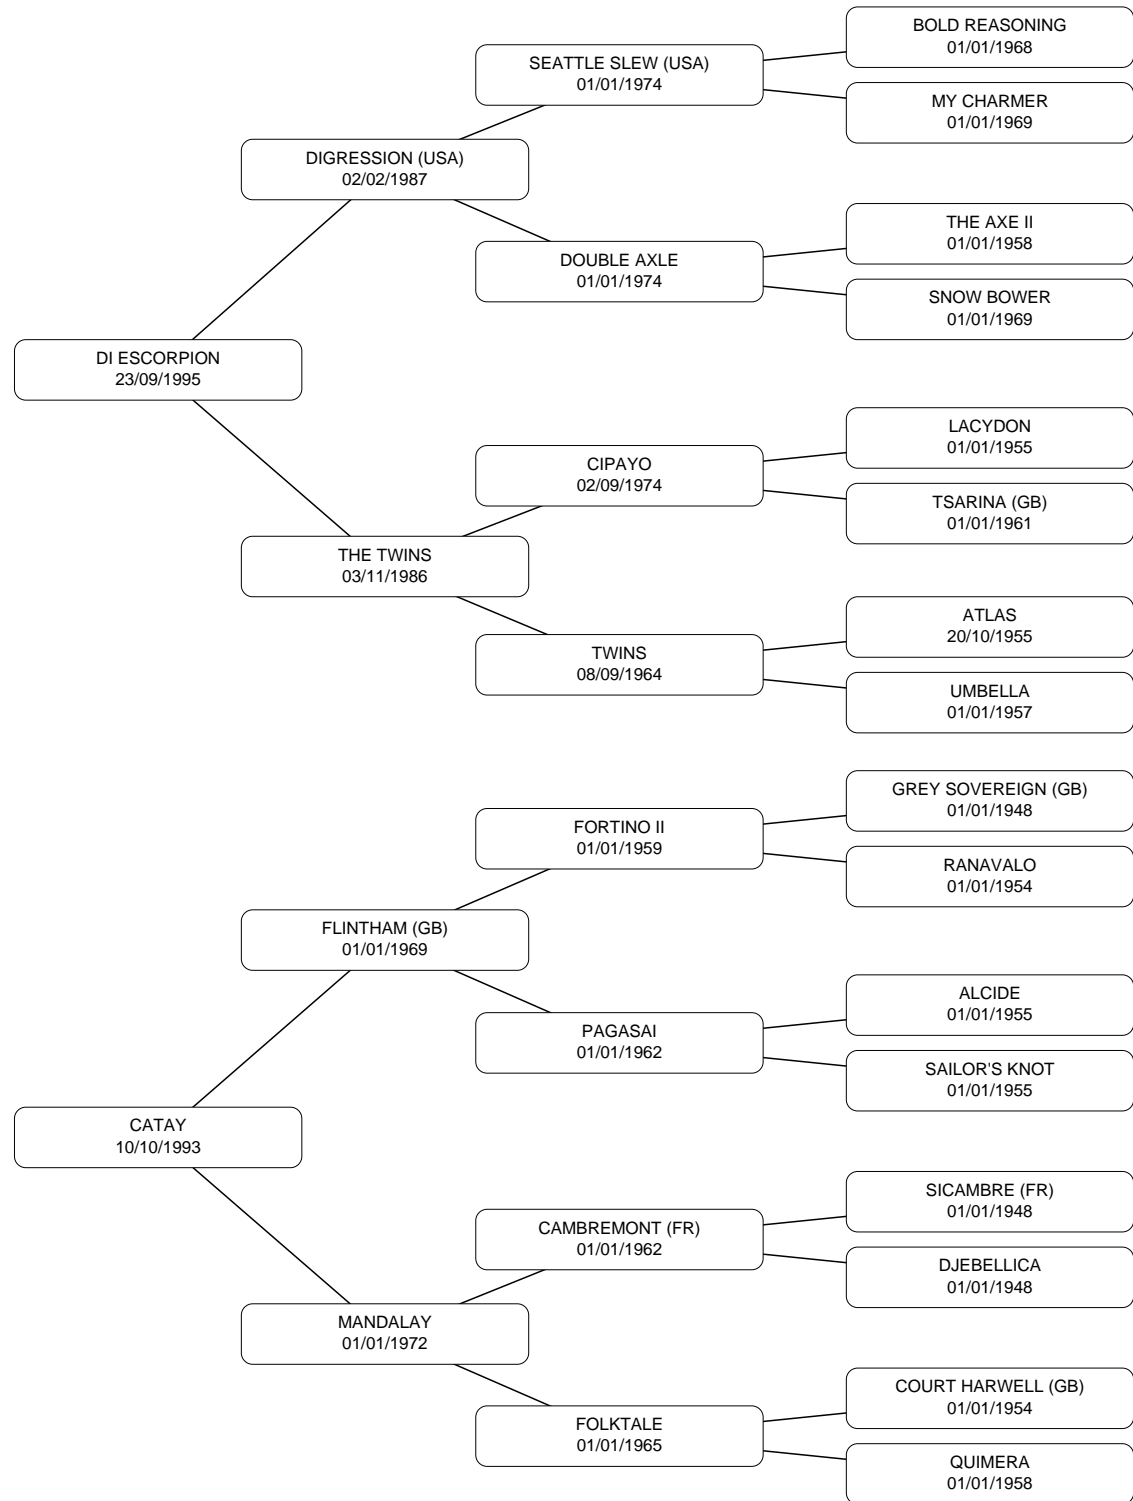 BOLD REASONING
01/01/1968
SEATTLE SLEW (USA)
01/01/1974
MY CHARMER
01/01/1969
DIGRESSION (USA)
02/02/1987
THE AXE II
01/01/1958
DOUBLE AXLE
01/01/1974
SNOW BOWER
01/01/1969
DI ESCORPION
23/09/1995
LACYDON
01/01/1955
CIPAYO
02/09/1974
TSARINA (GB)
01/01/1961
THE TWINS
03/11/1986
ATLAS
20/10/1955
TWINS
08/09/1964
UMBELLA
01/01/1957
GREY SOVEREIGN (GB)
01/01/1948
FORTINO II
01/01/1959
RANAVALO
01/01/1954
FLINTHAM (GB)
01/01/1969
ALCIDE
01/01/1955
PAGASAI
01/01/1962
SAILOR'S KNOT
01/01/1955
CATAY
10/10/1993
SICAMBRE (FR)
01/01/1948
CAMBREMONT (FR)
01/01/1962
DJEBELLICA
01/01/1948
MANDALAY
01/01/1972
COURT HARWELL (GB)
01/01/1954
FOLKTALE
01/01/1965
QUIMERA
01/01/1958